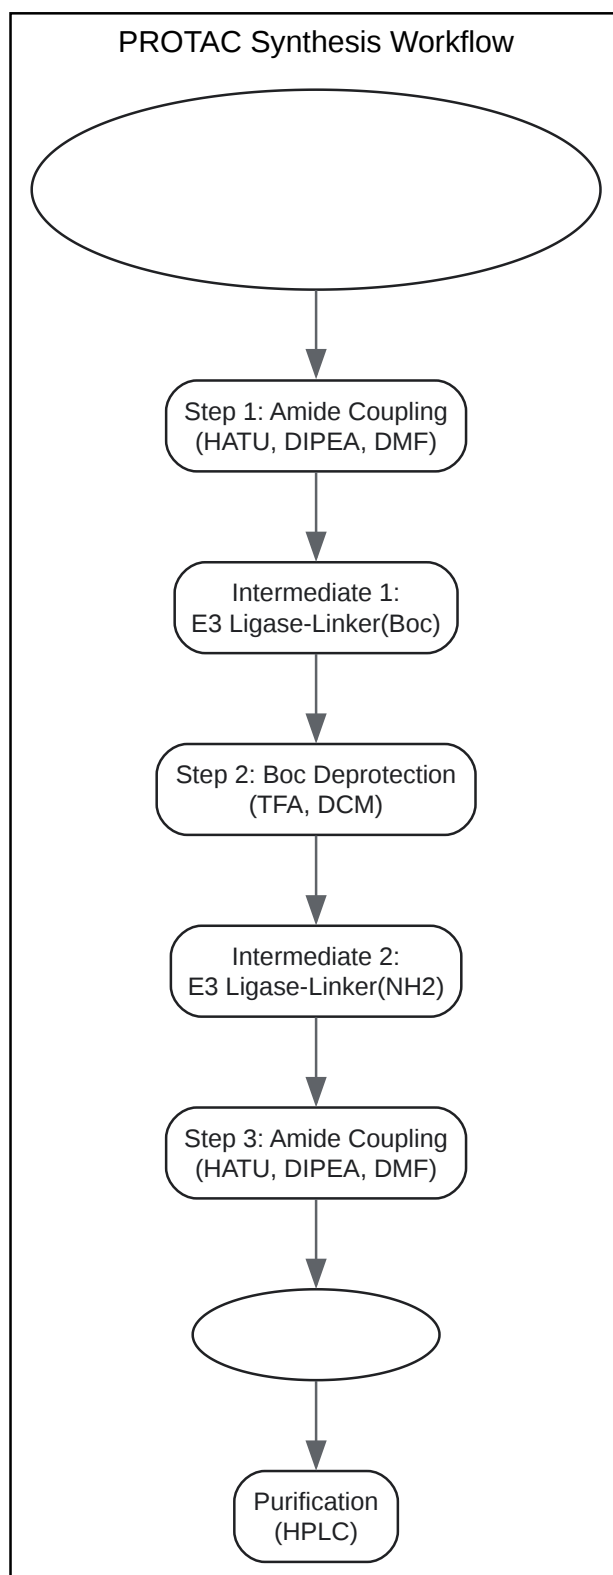 PROTAC Synthesis Workflow
Step 1: Amide Coupling
(HATU, DIPEA, DMF)
Intermediate 1:
E3 Ligase-Linker(Boc)
Step 2: Boc Deprotection
(TFA, DCM)
Intermediate 2:
E3 Ligase-Linker(NH2)
Step 3: Amide Coupling
(HATU, DIPEA, DMF)
Purification
(HPLC)